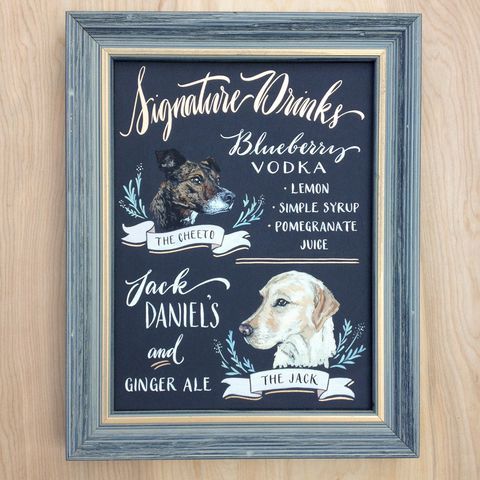 Signature Drinks
Blueberry
VODKA
· LEMON
· SIMPLE SYRUP
· POMEGRANATE
JUICE
THE CHEETO
Jack
DANIEL'S
and
GINGER ALE
THE JACK